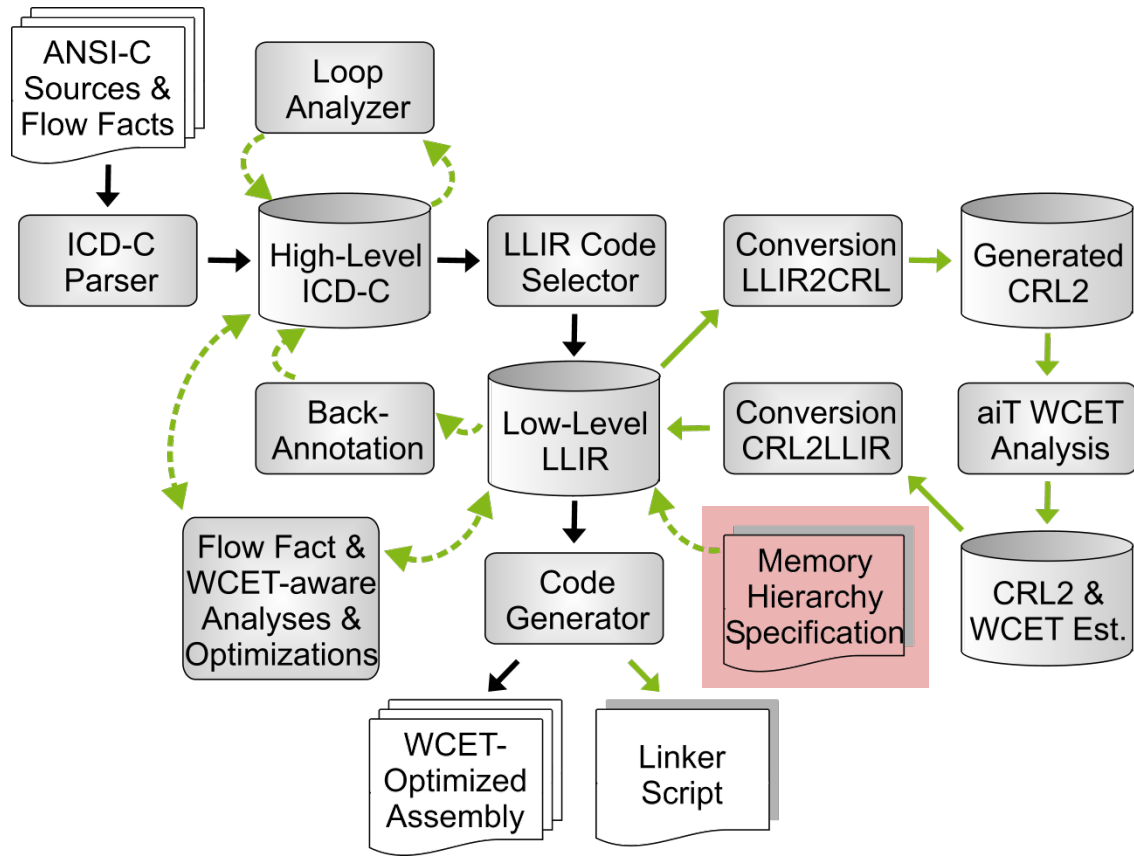 ANSI-C
Sources &
Flow Facts
Loop
Analyzer
ICD-C
Parser
High-Level
ICD-C
LLIR Code
Selector
Conversion
LLIR2CRL
Generated
CRL2
Back-
Annotation
Low-Level
LLIR
Conversion
CRL2LLIR
aiT WCET
Analysis
Flow Fact &
WCET-aware
Analyses &
Optimizations
Code
Generator
Memory
Hierarchy
Specification
CRL2 &
WCET Est.
WCET-
Optimized
Assembly
Linker
Script